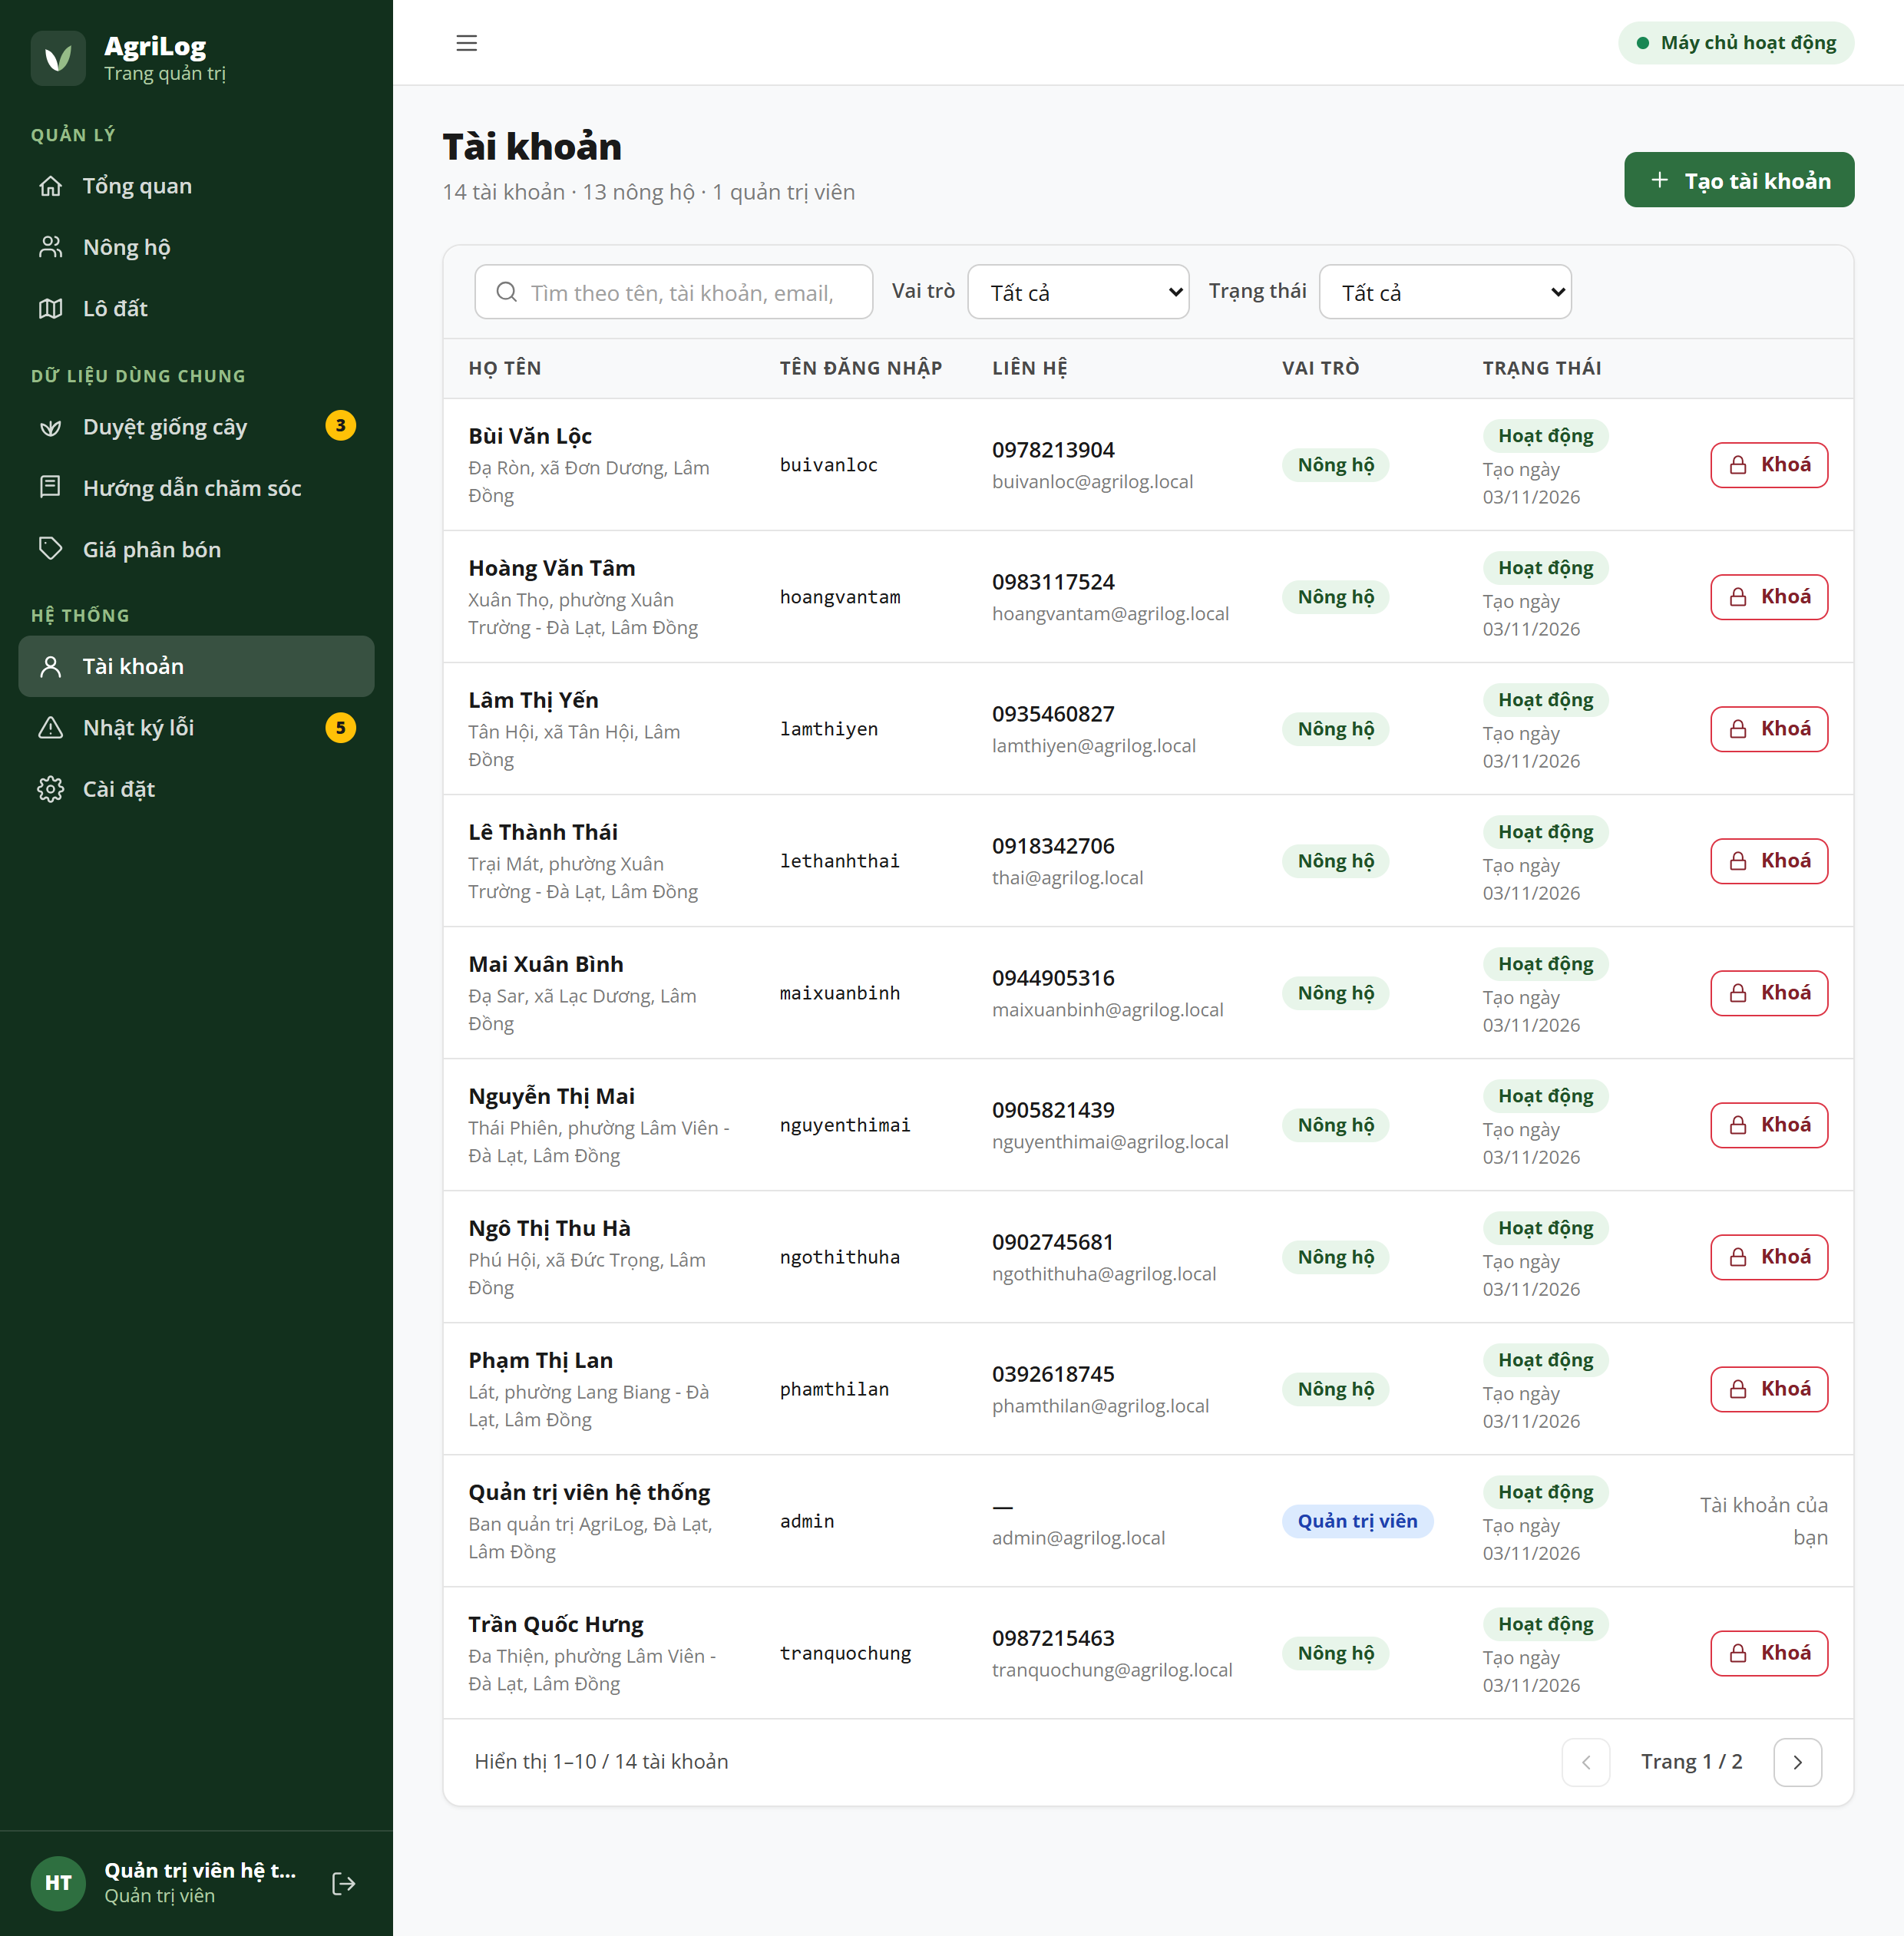 AgriLog
Trang quản trị
QUẢN LÝ
Tổng quan
Nông hộ
Lô đất
DỮ LIỆU DÙNG CHUNG
Duyệt giống cây 3
Hướng dẫn chăm sóc
Giá phân bón
HỆ THỐNG
Tài khoản
Nhật ký lỗi 5
Cài đặt
HT
Quản trị viên hệ t...
Quản trị viên
Máy chủ hoạt động
Tài khoản
14 tài khoản · 13 nông hộ · 1 quản trị viên
Tạo tài khoản
Tìm theo tên, tài khoản, email, Vai trò Tất cả Trạng thái Tất cả
HỌ TÊN TÊN ĐĂNG NHẬP LIÊN HỆ VAI TRÒ TRẠNG THÁI
Bùi Văn Lộc
Đạ Ròn, xã Đơn Dương, Lâm
Đồng
buivanloc
0978213904
buivanloc@agrilog.local
Nông hộ
Hoạt động
Tạo ngày
03/11/2026
Khoá
Hoàng Văn Tâm
Xuân Thọ, phường Xuân
Trường - Đà Lạt, Lâm Đồng
hoangvantam
0983117524
hoangvantam@agrilog.local
Nông hộ
Hoạt động
Tạo ngày
03/11/2026
Khoá
Lâm Thị Yến
Tân Hội, xã Tân Hội, Lâm
Đồng
lamthiyen
0935460827
lamthiyen@agrilog.local
Nông hộ
Hoạt động
Tạo ngày
03/11/2026
Khoá
Lê Thành Thái
Trại Mát, phường Xuân
Trường - Đà Lạt, Lâm Đồng
lethanhthai
0918342706
thai@agrilog.local
Nông hộ
Hoạt động
Tạo ngày
03/11/2026
Khoá
Mai Xuân Bình
Đạ Sar, xã Lạc Dương, Lâm
Đồng
maixuanbinh
0944905316
maixuanbinh@agrilog.local
Nông hộ
Hoạt động
Tạo ngày
03/11/2026
Khoá
Nguyễn Thị Mai
Thái Phiên, phường Lâm Viên -
Đà Lạt, Lâm Đồng
nguyenthimai
0905821439
nguyenthimai@agrilog.local
Nông hộ
Hoạt động
Tạo ngày
03/11/2026
Khoá
Ngô Thị Thu Hà
Phú Hội, xã Đức Trọng, Lâm
Đồng
ngothithuha
0902745681
ngothithuha@agrilog.local
Nông hộ
Hoạt động
Tạo ngày
03/11/2026
Khoá
Phạm Thị Lan
Lát, phường Lang Biang - Đà
Lạt, Lâm Đồng
phamthilan
0392618745
phamthilan@agrilog.local
Nông hộ
Hoạt động
Tạo ngày
03/11/2026
Khoá
Quản trị viên hệ thống
Ban quản trị AgriLog, Đà Lạt,
Lâm Đồng
admin
—
admin@agrilog.local
Quản trị viên
Hoạt động
Tạo ngày
03/11/2026
Tài khoản của
bạn
Trần Quốc Hưng
Đa Thiện, phường Lâm Viên -
Đà Lạt, Lâm Đồng
tranquochung
0987215463
tranquochung@agrilog.local
Nông hộ
Hoạt động
Tạo ngày
03/11/2026
Khoá
Hiển thị 1–10 / 14 tài khoản
Trang 1 / 2